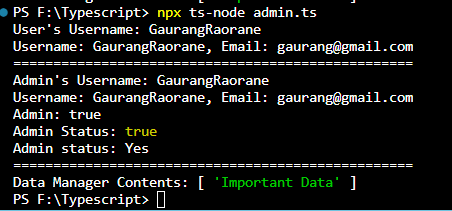 PS F:\Typescript> npx ts-node admin.ts
User's Username: GaurangRaorane
Username: GaurangRaorane, Email: gaurang@gmail.com
==================================================
Admin's Username: GaurangRaorane
Username: GaurangRaorane, Email: gaurang@gmail.com
Admin: true
Admin Status: true
Admin status: Yes
==================================================
Data Manager Contents: [ 'Important Data' ]
PS F:\Typescript>